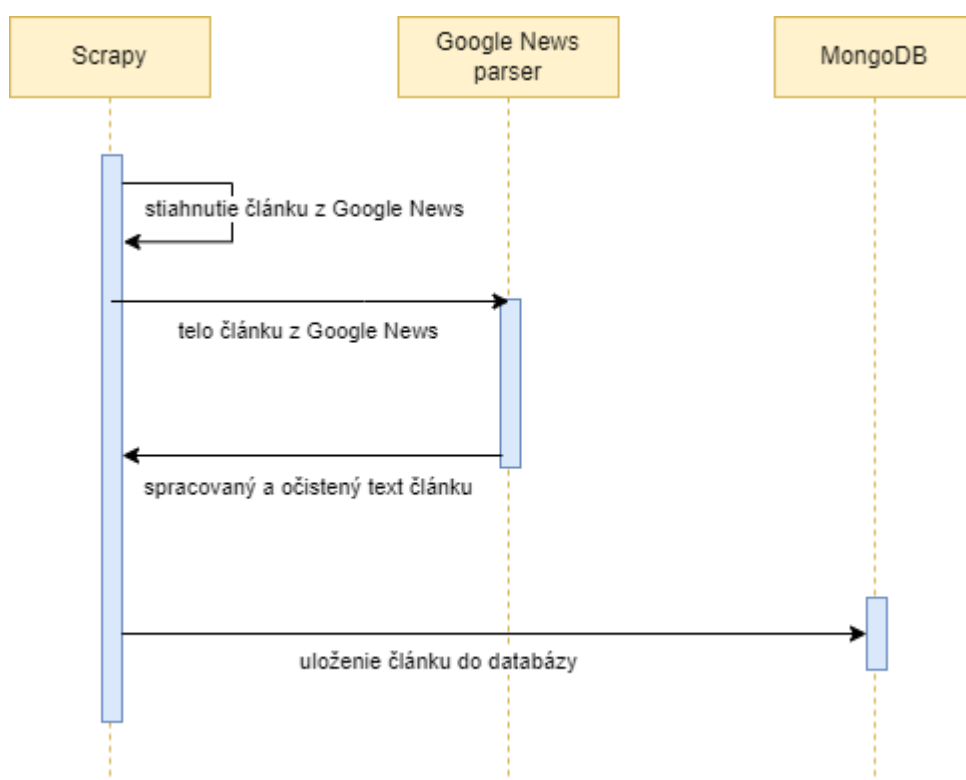 Scrapy
Google News
parser
MongoDB
stiahnutie článku z Google News
telo článku z Google News
spracovaný a očistený text článku
uloženie článku do databázy